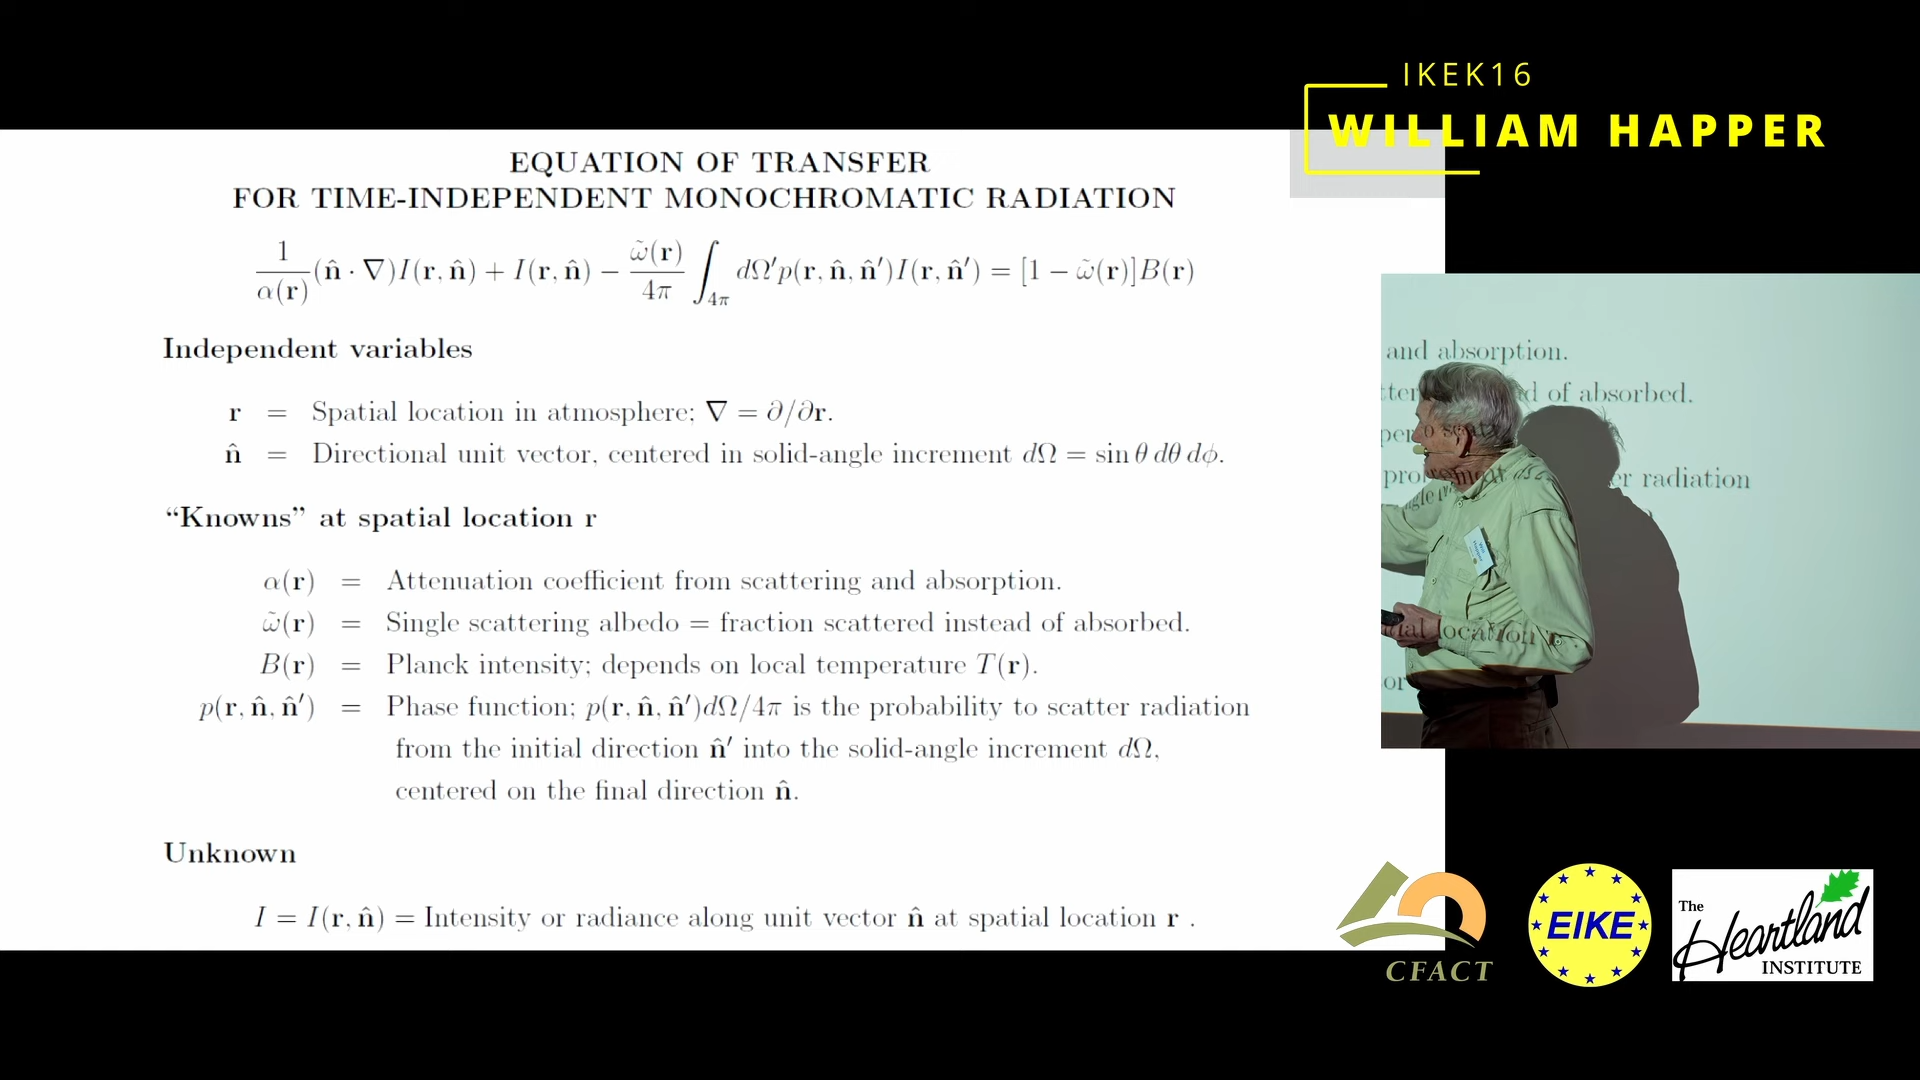 IKEK16
WILLIAM HAPPER
EQUATION OF TRANSFER
FOR TIME-INDEPENDENT MONOCHROMATIC RADIATION
1/α(r) (n̂ · ∇)I(r, n̂) + I(r, n̂) − ω̃(r)/4π ∫_4π dΩ′p(r, n̂, n̂′)I(r, n̂′) = [1 − ω̃(r)]B(r)
Independent variables
r = Spatial location in atmosphere; ∇ = ∂/∂r.
n̂ = Directional unit vector, centered in solid-angle increment dΩ = sin θ dθ dϕ.
“Knowns” at spatial location r
α(r) = Attenuation coefficient from scattering and absorption.
ω̃(r) = Single scattering albedo = fraction scattered instead of absorbed.
B(r) = Planck intensity; depends on local temperature T(r).
p(r, n̂, n̂′) = Phase function; p(r, n̂, n̂′)dΩ/4π is the probability to scatter radiation
from the initial direction n̂′ into the solid-angle increment dΩ,
centered on the final direction n̂.
Unknown
I = I(r, n̂) = Intensity or radiance along unit vector n̂ at spatial location r .
and absorption.
d of absorbed.
er radiation
location r
CFACT
EIKE
The
Heartland
INSTITUTE